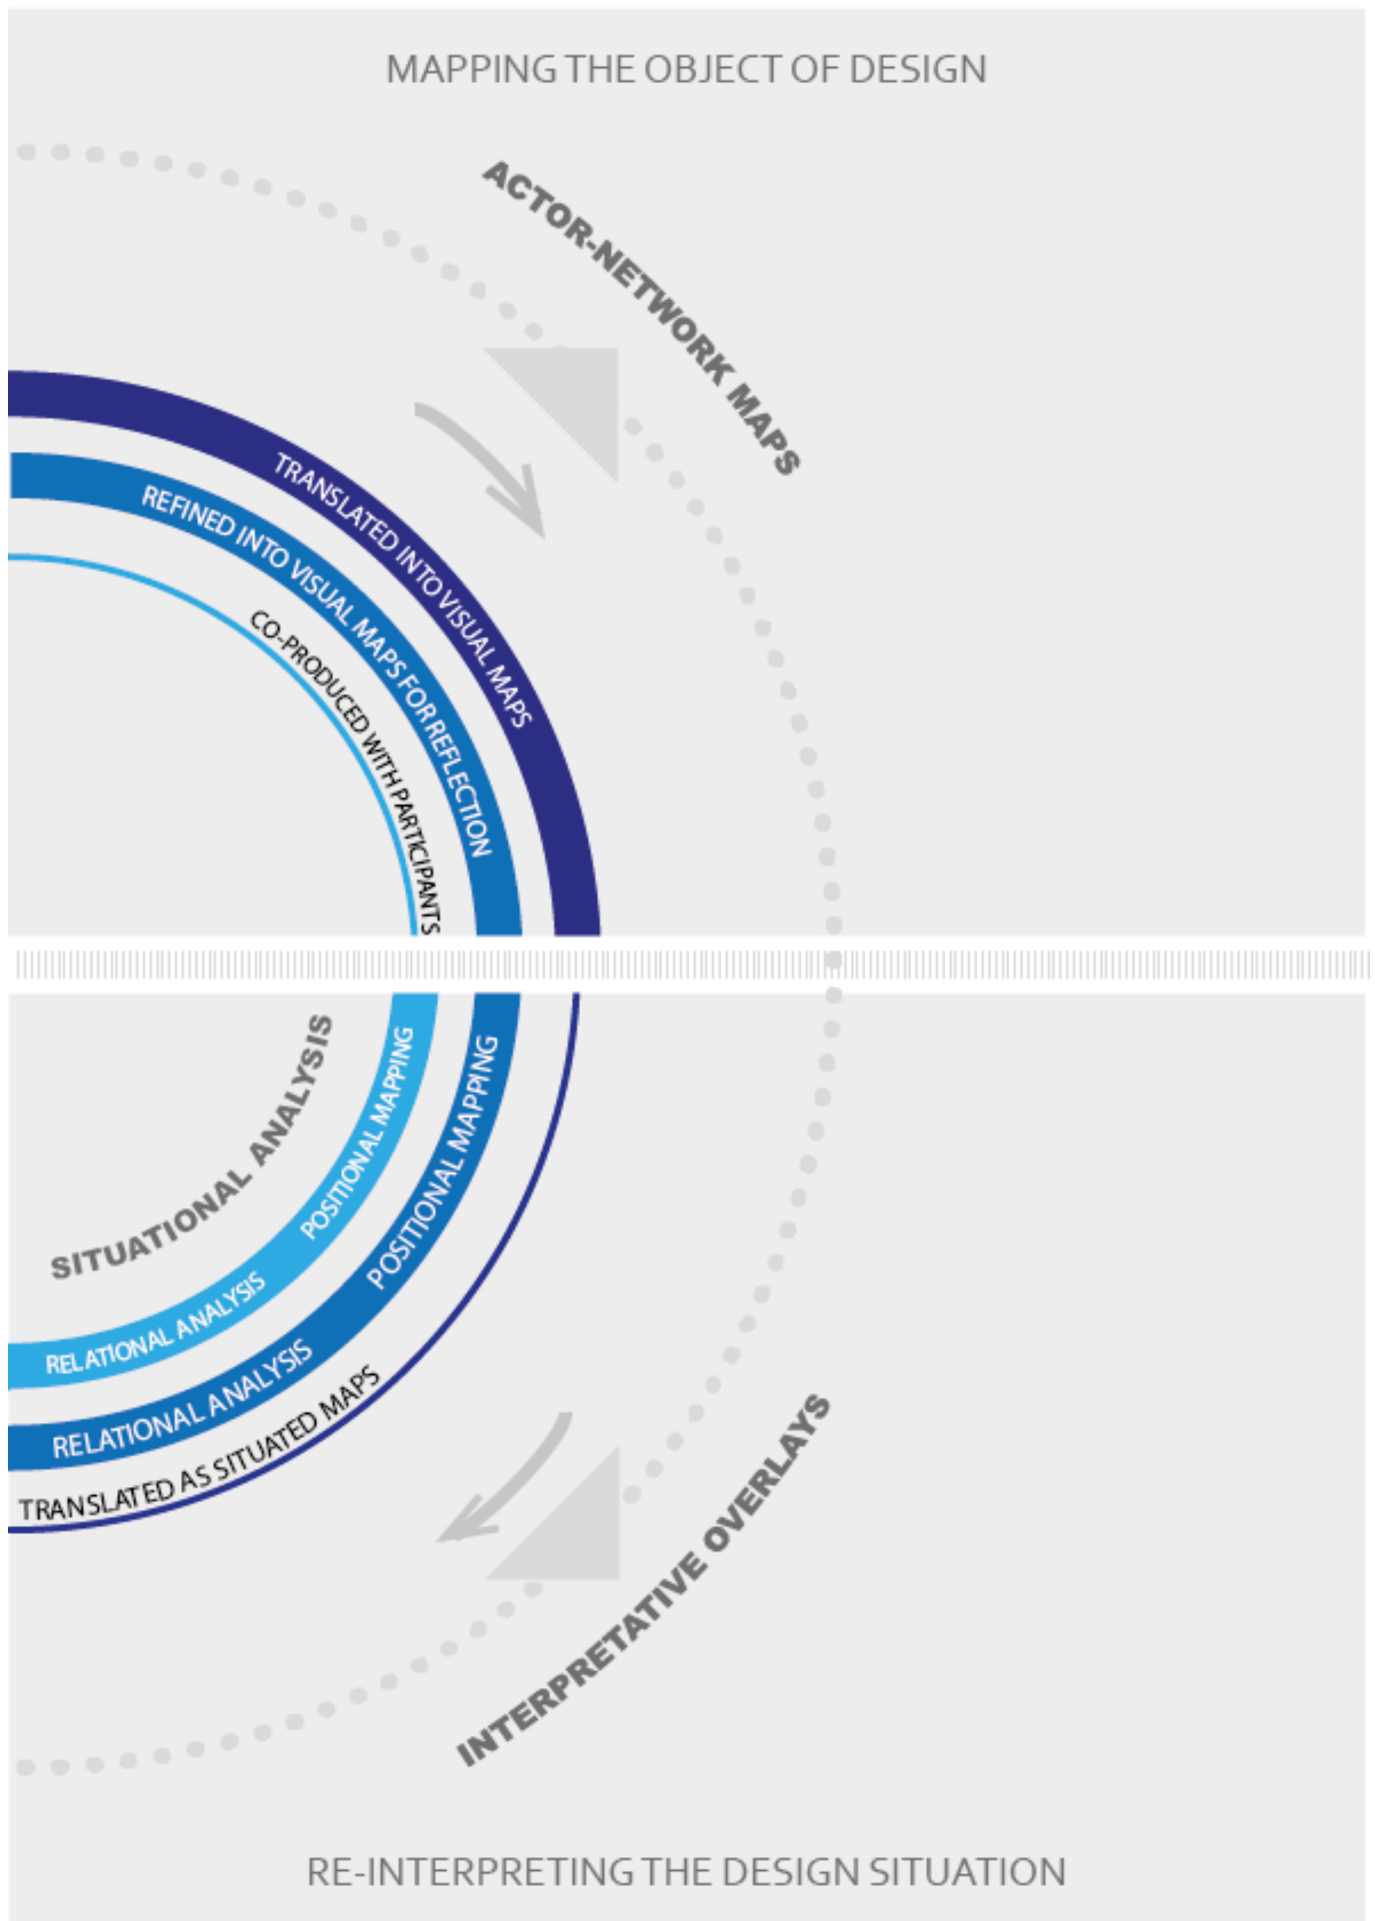 MAPPING THE OBJECT OF DESIGN
ACTOR-NETWORK MAPS
TRANSLATED INTO VISUAL MAPS
REFINED INTO VISUAL MAPS FOR REFLECTION
CO-PRODUCED WITH PARTICIPANTS
SITUATIONAL ANALYSIS
RELATIONAL ANALYSIS POSITIONAL MAPPING
RELATIONAL ANALYSIS POSITIONAL MAPPING
TRANSLATED AS SITUATED MAPS
INTERPRETATIVE OVERLAYS
RE-INTERPRETING THE DESIGN SITUATION